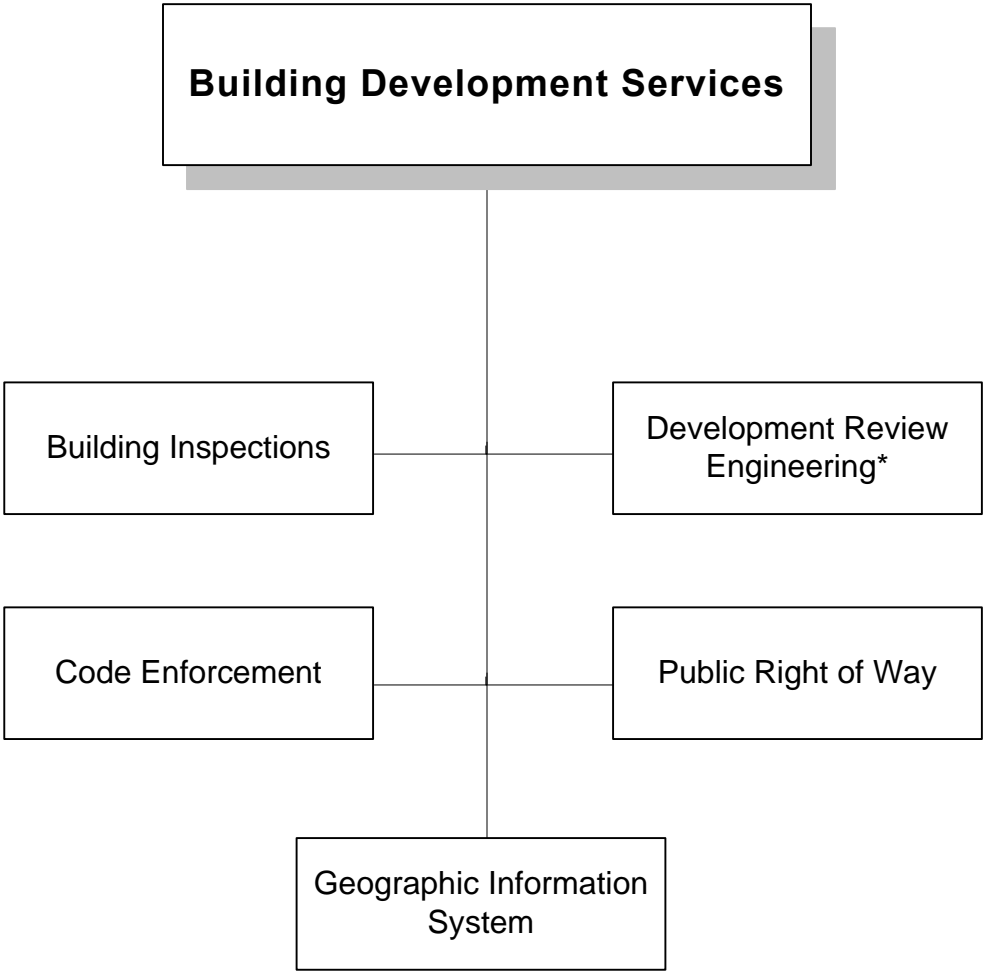 Building Development Services
Building Inspections
Development Review
Engineering*
Code Enforcement
Public Right of Way
Geographic Information
System